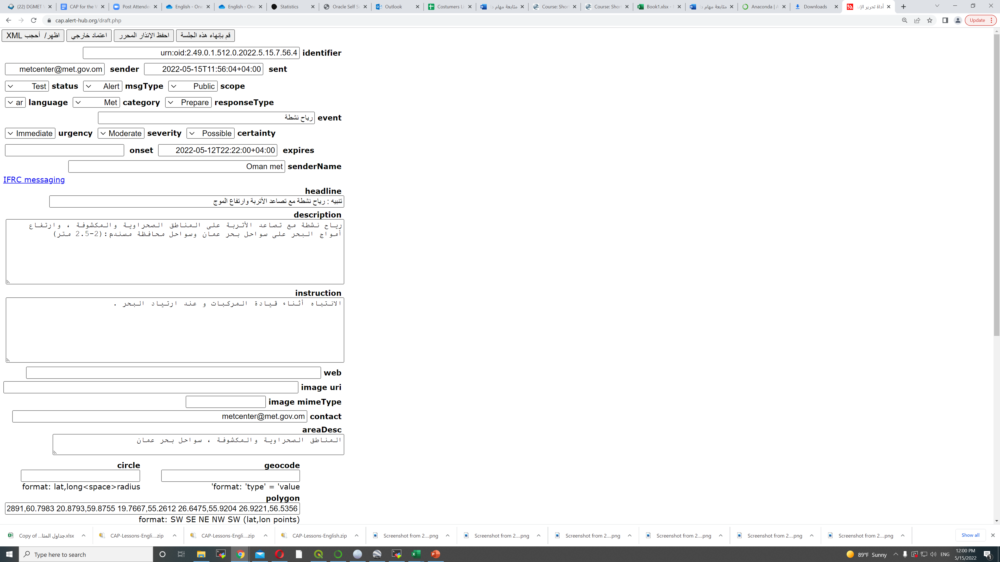 (22) DGMET
CAP for the
Post Attende
English - One
English - One
Statistics
Oracle Self Se
Outlook
Costumers Li
متابعة مهام دا
Course: Short
Course: Short
Book1.xlsx -
متابعة مهام دا
Anaconda |
Downloads
أداة تحرير الإن
cap.alert-hub.org/draft.php
Update
اظهر/ أحجب XML
اعتماد خارجي
احفظ الإنذار المحرر
قم بإنهاء هذه الجلسة
urn:oid:2.49.0.1.512.0.2022.5.15.7.56.4 identifier
metcenter@met.gov.om sender 2022-05-15T11:56:04+04:00 sent
Test status Alert msgType Public scope
ar language Met category Prepare responseType
رياح نشطة event
Immediate urgency Moderate severity Possible certainty
onset 2022-05-12T22:22:00+04:00 expires
Oman met senderName
IFRC messaging
headline
تنبيه : رياح نشطة مع تصاعد الأتربة وارتفاع الموج
description
رياح نشطة مع تصاعد الأتربة على المناطق الصحراوية والمكشوفة ، وارتفاع
أمواج البحر على سواحل بحر عمان وسواحل محافظة مسندم:(2-2.5 متر)
instruction
الانتباه أثناء قيادة المركبات و عند ارتياد البحر .
web
image uri
image mimeType
metcenter@met.gov.om contact
areaDesc
المناطق الصحراوية والمكشوفة ، سواحل بحر عمان
circle geocode
format: lat,long<space>radius 'format: 'type' = 'value
polygon
2891,60.7983 20.8793,59.8755 19.7667,55.2612 26.6475,55.9204 26.9221,56.5356
format: SW SE NE NW SW (lat,lon points)
Copy of ...جداول المنا.xlsx
CAP-Lessons-Engli....zip
CAP-Lessons-Engli....zip
CAP-Lessons-English.zip
Screenshot from 2....png
Screenshot from 2....png
Screenshot from 2....png
Screenshot from 2....png
Screenshot from 2....png
Screenshot from 2....png
Show all
Type here to search
89°F Sunny
ENG
12:00 PM
5/15/2022
1